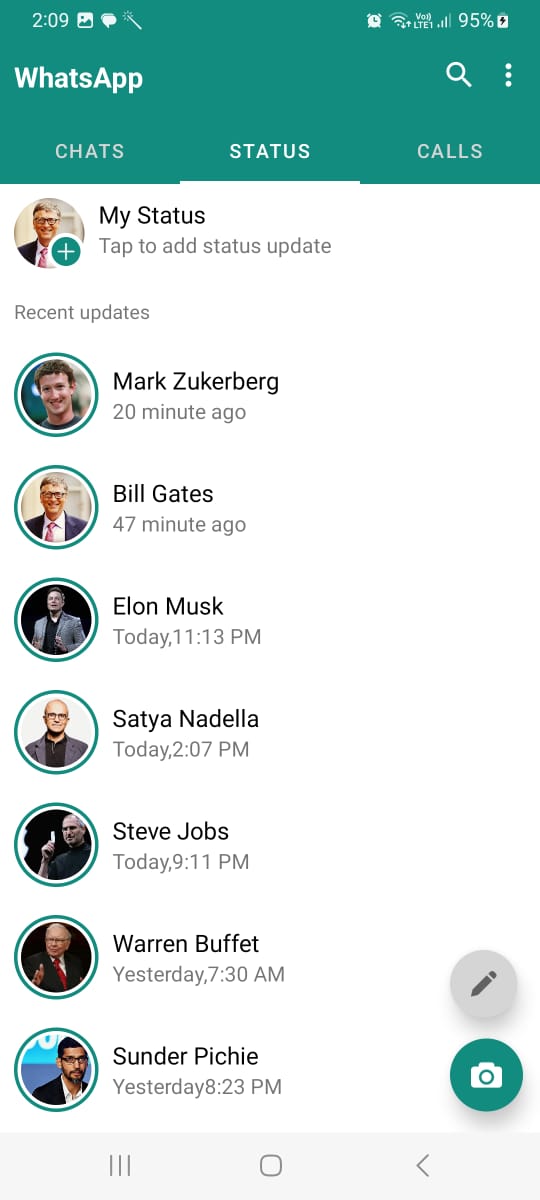 2:09 Vo) LTE1 95%
WhatsApp
CHATS STATUS CALLS
My Status
Tap to add status update
Recent updates
Mark Zukerberg
20 minute ago
Bill Gates
47 minute ago
Elon Musk
Today,11:13 PM
Satya Nadella
Today,2:07 PM
Steve Jobs
Today,9:11 PM
Warren Buffet
Yesterday,7:30 AM
Sunder Pichie
Yesterday8:23 PM